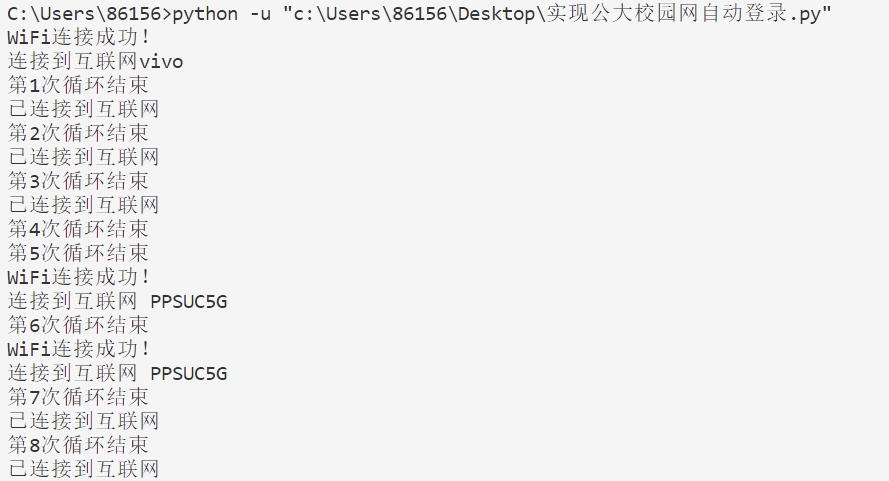 C:\Users\86156>python -u "c:\Users\86156\Desktop\实现公大校园网自动登录.py"
WiFi连接成功!
连接到互联网vivo
第1次循环结束
已连接到互联网
第2次循环结束
已连接到互联网
第3次循环结束
已连接到互联网
第4次循环结束
第5次循环结束
WiFi连接成功!
连接到互联网 PPSUC5G
第6次循环结束
WiFi连接成功!
连接到互联网 PPSUC5G
第7次循环结束
已连接到互联网
第8次循环结束
已连接到互联网